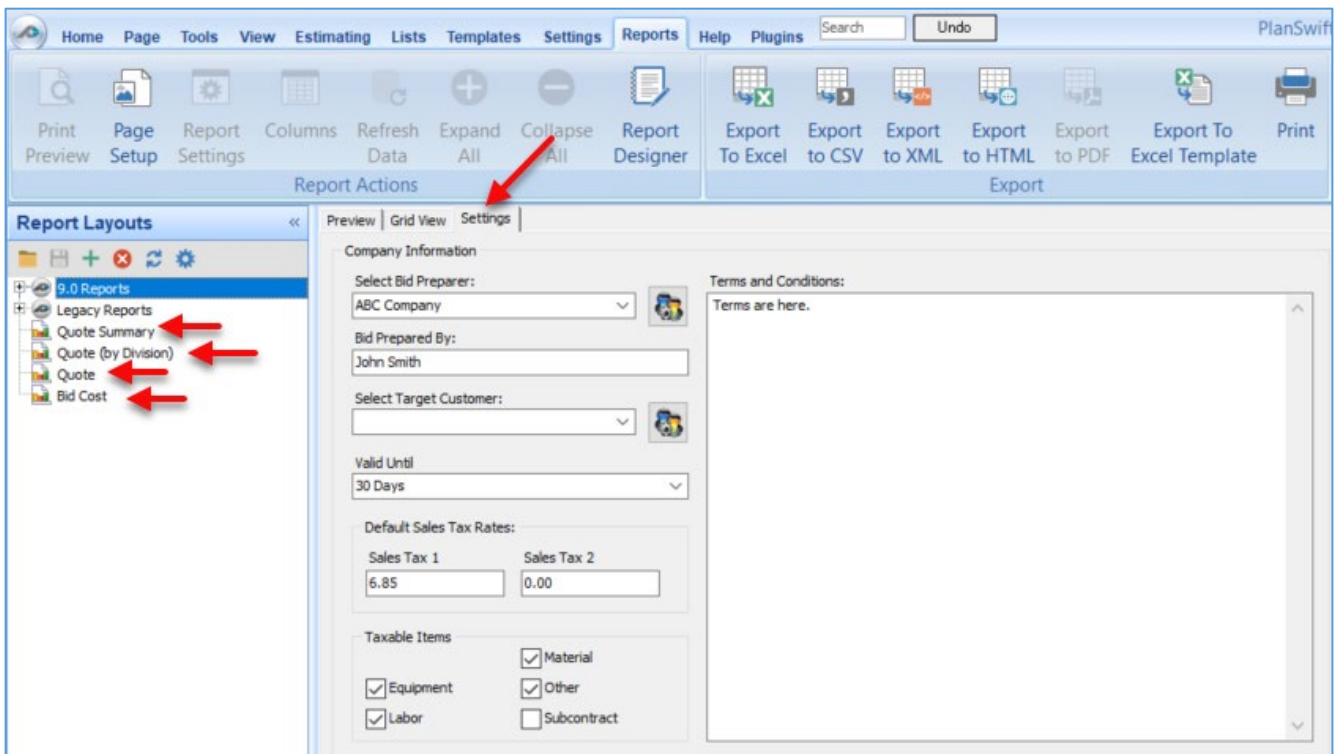 Home Page Tools View Estimating Lists Templates Settings Reports Help Plugins Search Undo PlanSwift
Print Preview
Page Setup
Report Settings
Columns
Refresh Data
Expand All
Collapse All
Report Designer
Report Actions
Export To Excel
Export to CSV
Export to XML
Export to HTML
Export to PDF
Export To Excel Template
Print
Export
Report Layouts «
9.0 Reports
Legacy Reports
Quote Summary
Quote (by Division)
Quote
Bid Cost
Preview Grid View Settings
Company Information
Select Bid Preparer:
ABC Company
Bid Prepared By:
John Smith
Select Target Customer:
Valid Until
30 Days
Default Sales Tax Rates:
Sales Tax 1 Sales Tax 2
6.85 0.00
Taxable Items
Material
Equipment Other
Labor Subcontract
Terms and Conditions:
Terms are here.